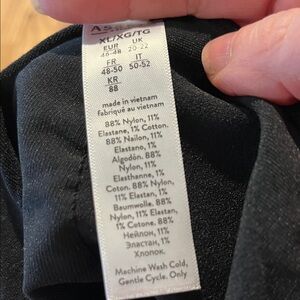 XL/XG/TG
EUR UK
46-48 20-22
FR IT
48-50 50-52
KR
88
made in vietnam
fabriqué au vietnam
88% Nylon, 11%
Elastane, 1% Cotton.
88% Nailon, 11%
Elastano, 1%
Algodón. 88%
Nylon, 11%
Elasthanne, 1%
Coton. 88% Nylon,
11% Elastan, 1%
Baumwolle. 88%
Nylon, 11% Elastan,
1% Cotone. 88%
Нейлон, 11%
Эластан, 1%
Хлопок.
Machine Wash Cold,
Gentle Cycle. Only